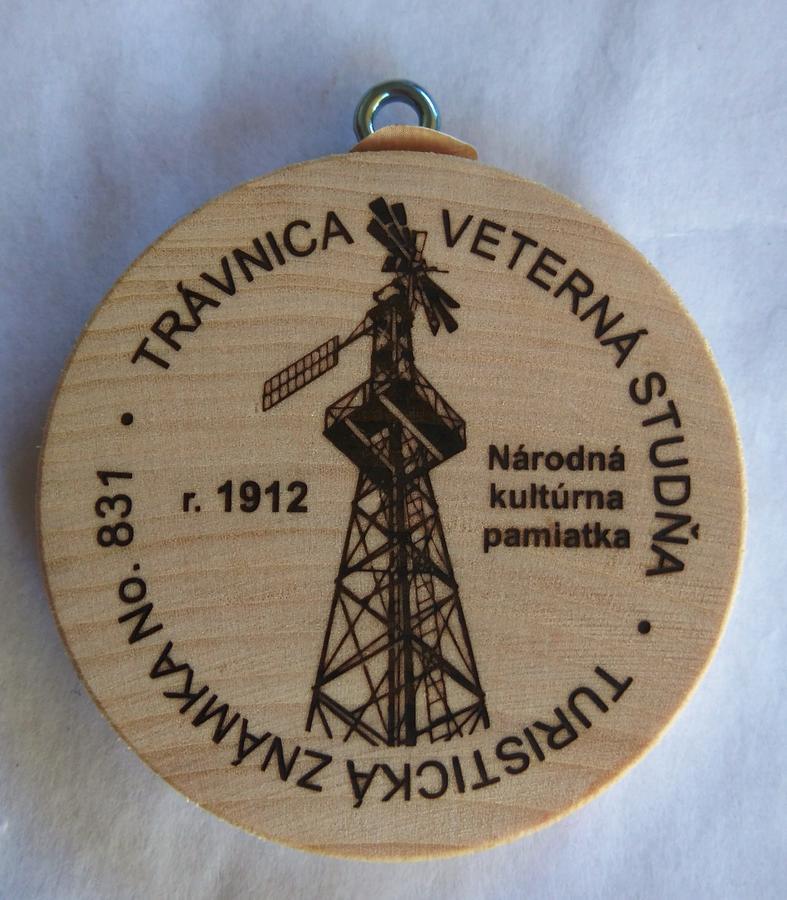 TRÁVNICA VETERNÁ STUDŇA
r. 1912
Národná
kultúrna
pamiatka
• TURISTICKÁ ZNÁMKA No. 831 •